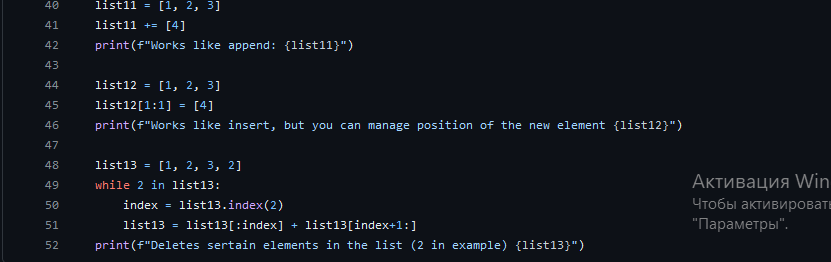 40 list11 = [1, 2, 3]
41 list11 += [4]
42 print(f"Works like append: {list11}")
43
44 list12 = [1, 2, 3]
45 list12[1:1] = [4]
46 print(f"Works like insert, but you can manage position of the new element {list12}")
47
48 list13 = [1, 2, 3, 2]
49 while 2 in list13:
50     index = list13.index(2)
51     list13 = list13[:index] + list13[index+1:]
52 print(f"Deletes sertain elements in the list (2 in example) {list13}")
Активация Win
Чтобы активировать
"Параметры".